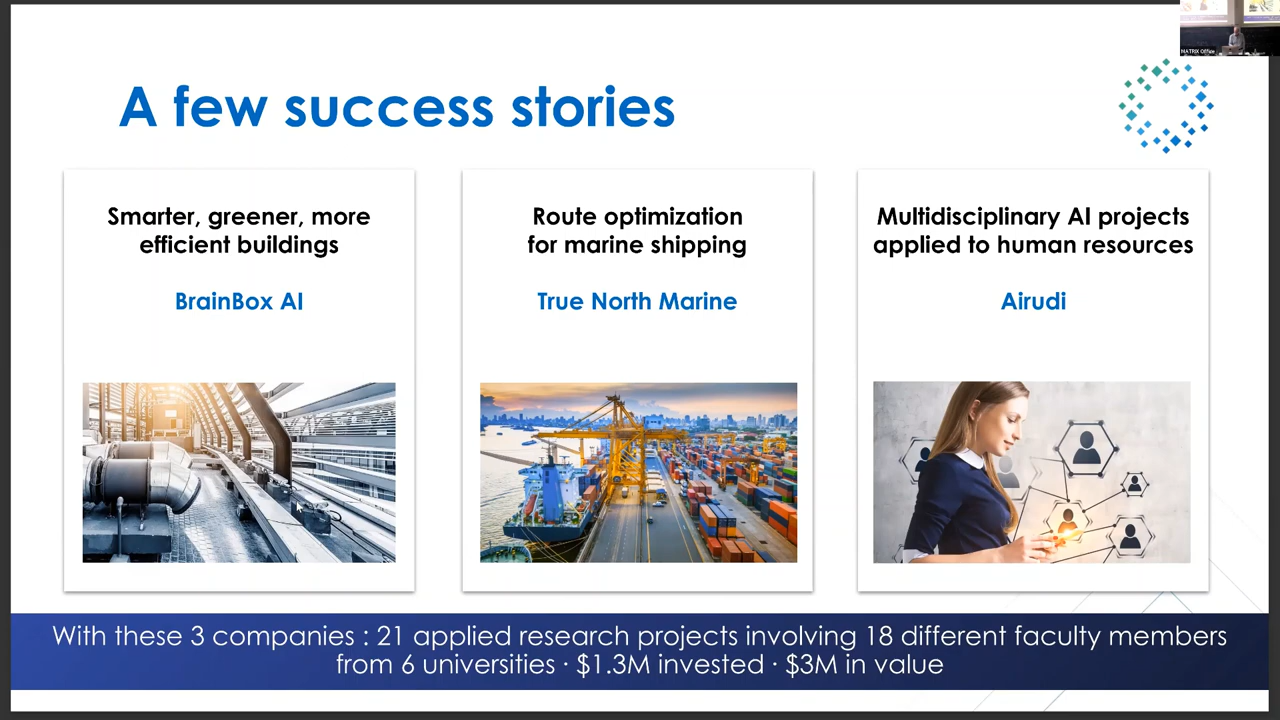 MATRIX Office
A few success stories
Smarter, greener, more
efficient buildings
BrainBox AI
Route optimization
for marine shipping
True North Marine
Multidisciplinary AI projects
applied to human resources
Airudi
With these 3 companies : 21 applied research projects involving 18 different faculty members
from 6 universities · $1.3M invested · $3M in value